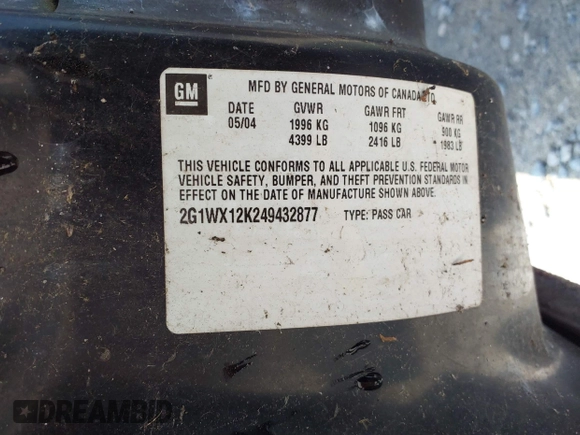 GM
MFD BY GENERAL MOTORS OF CANADA LTD
DATE GVWR GAWR FRT GAWR RR
05/04 1996 KG 1096 KG 900 KG
4399 LB 2416 LB 1983 LB
THIS VEHICLE CONFORMS TO ALL APPLICABLE U.S. FEDERAL MOTOR
VEHICLE SAFETY, BUMPER, AND THEFT PREVENTION STANDARDS IN
EFFECT ON THE DATE OF MANUFACTURE SHOWN ABOVE.
2G1WX12K249432877 TYPE: PASS CAR
DREAMBID